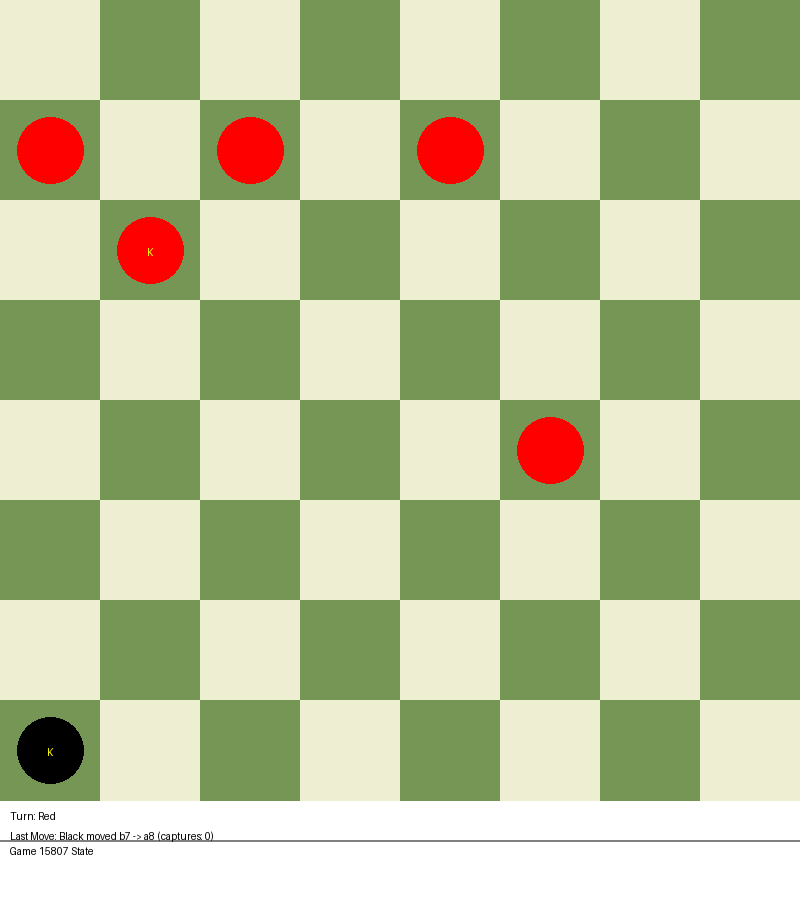 K
K
Turn: Red
Last Move: Black moved b7 -> a8 (captures: 0)
Game 15807 State